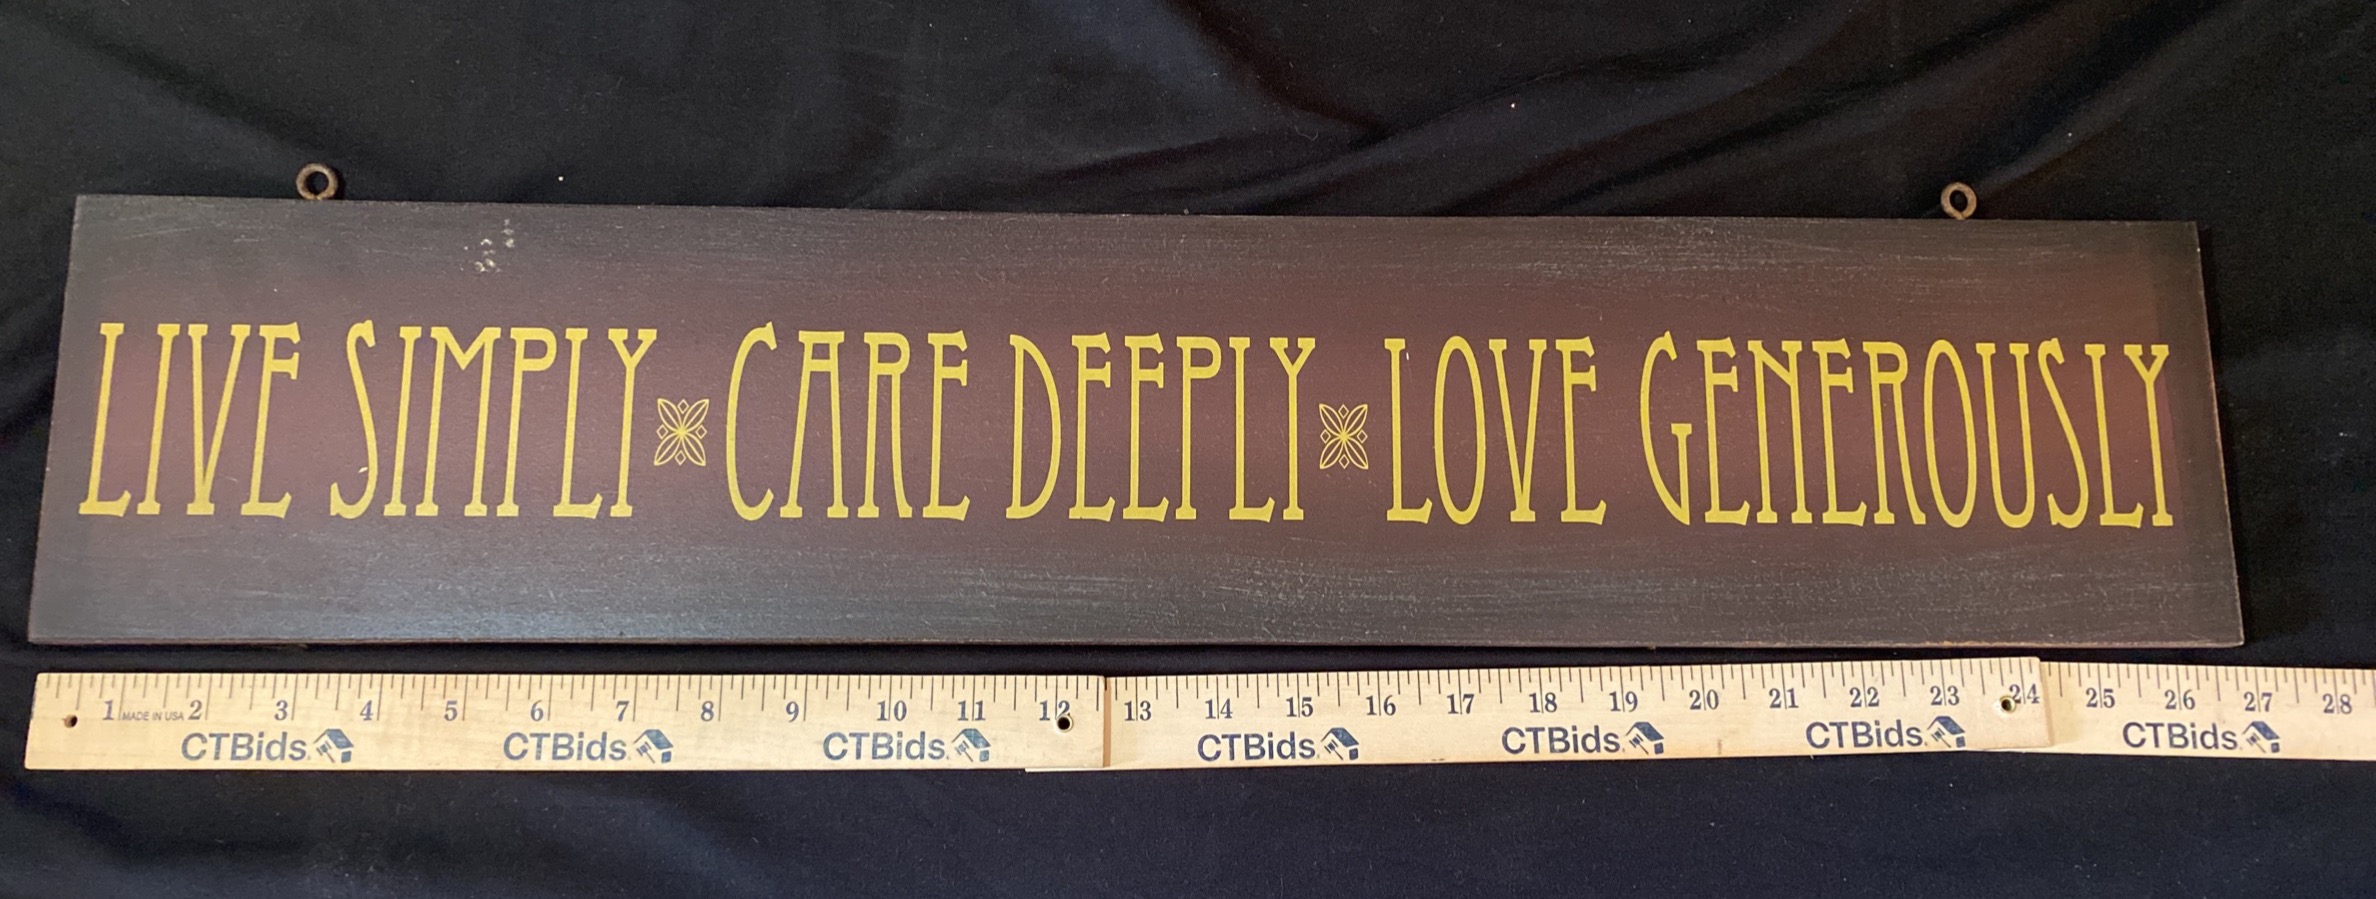 LIVE SIMPLY CARE DEEPLY LOVE GENEROUSLY
1 MADE IN USA 2 3 4 5 6 7 8 9 10 11 12 13 14 15 16 17 18 19 20 21 22 23 24 25 26 27 28
CTBids. CTBids. CTBids. CTBids. CTBids. CTBids. CTBids.